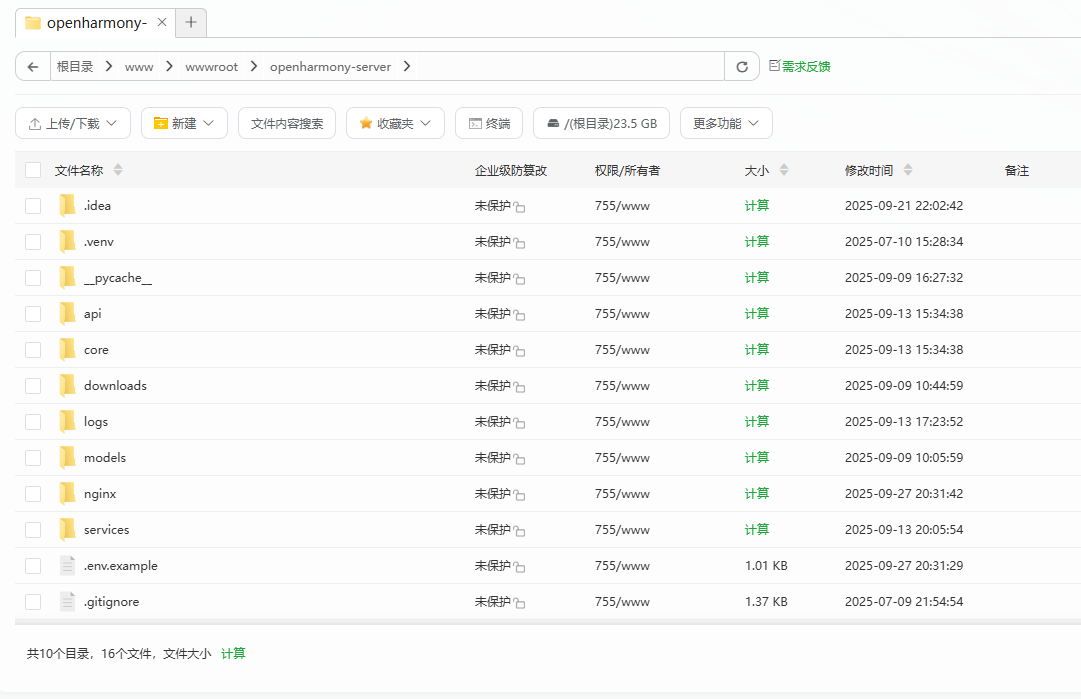 openharmony-
根目录 www wwwroot openharmony-server 需求反馈
上传/下载 新建 文件内容搜索 收藏夹 终端 /(根目录)23.5 GB 更多功能
文件名称 企业级防篡改 权限/所有者 大小 修改时间 备注
.idea 未保护 755/www 计算 2025-09-21 22:02:42
.venv 未保护 755/www 计算 2025-07-10 15:28:34
__pycache__ 未保护 755/www 计算 2025-09-09 16:27:32
api 未保护 755/www 计算 2025-09-13 15:34:38
core 未保护 755/www 计算 2025-09-13 15:34:38
downloads 未保护 755/www 计算 2025-09-09 10:44:59
logs 未保护 755/www 计算 2025-09-13 17:23:52
models 未保护 755/www 计算 2025-09-09 10:05:59
nginx 未保护 755/www 计算 2025-09-27 20:31:42
services 未保护 755/www 计算 2025-09-13 20:05:54
.env.example 未保护 755/www 1.01 KB 2025-09-27 20:31:29
.gitignore 未保护 755/www 1.37 KB 2025-07-09 21:54:54
共10个目录，16个文件，文件大小 计算